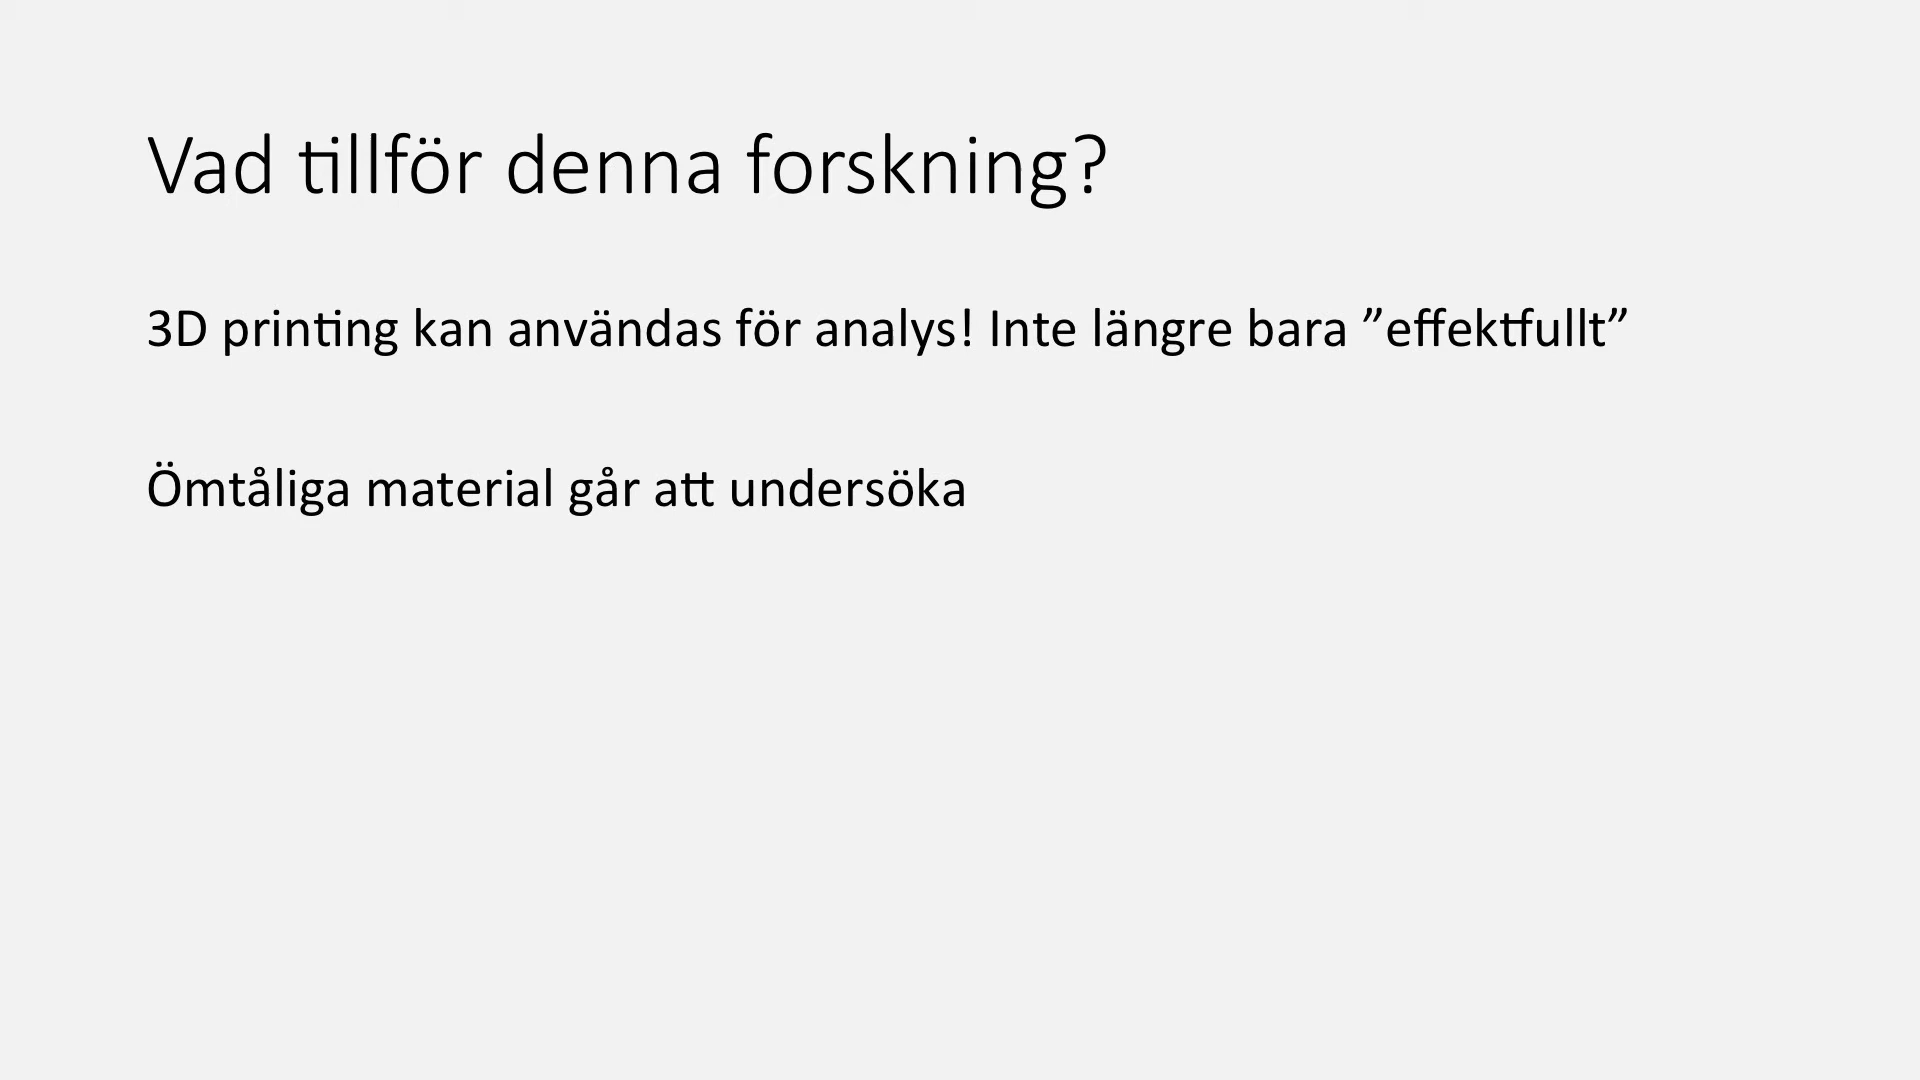 Vad tillför denna forskning?
3D printing kan användas för analys! Inte längre bara ”effektfullt”
Ömtåliga material går att undersöka